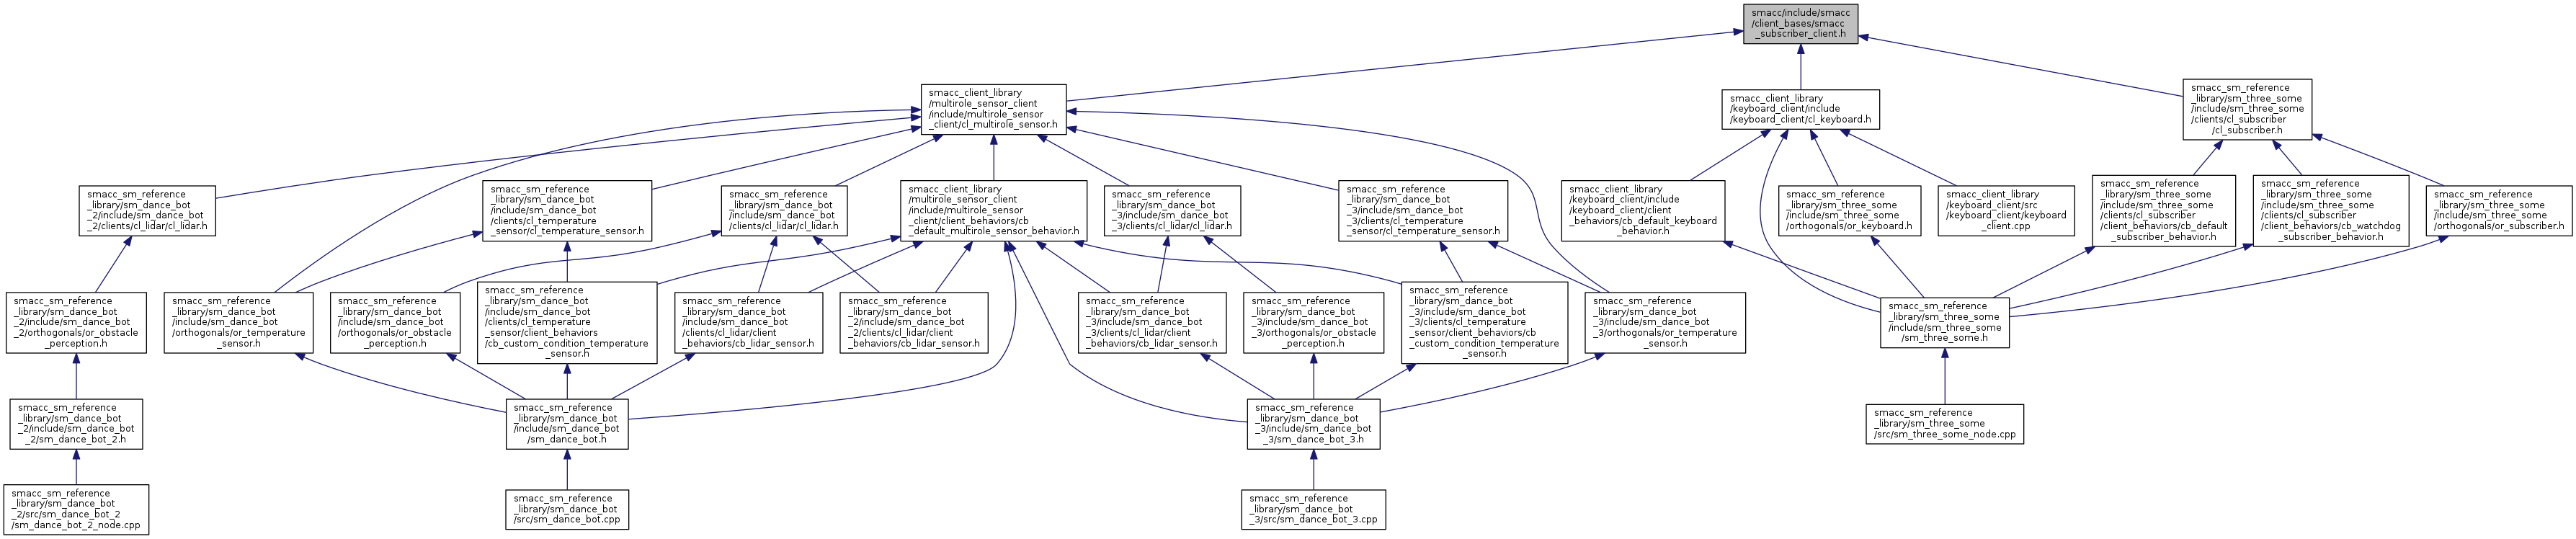 smacc/include/smacc
/client_bases/smacc
_subscriber_client.h
smacc_client_library
/multirole_sensor_client
/include/multirole_sensor
_client/cl_multirole_sensor.h
smacc_client_library
/keyboard_client/include
/keyboard_client/cl_keyboard.h
smacc_sm_reference
_library/sm_three_some
/include/sm_three_some
/clients/cl_subscriber
/cl_subscriber.h
smacc_sm_reference
_library/sm_dance_bot
_2/include/sm_dance_bot
_2/clients/cl_lidar/cl_lidar.h
smacc_sm_reference
_library/sm_dance_bot
/include/sm_dance_bot
/clients/cl_temperature
_sensor/cl_temperature_sensor.h
smacc_sm_reference
_library/sm_dance_bot
/include/sm_dance_bot
/clients/cl_lidar/cl_lidar.h
smacc_client_library
/multirole_sensor_client
/include/multirole_sensor
_client/client_behaviors/cb
_default_multirole_sensor_behavior.h
smacc_sm_reference
_library/sm_dance_bot
_3/include/sm_dance_bot
_3/clients/cl_lidar/cl_lidar.h
smacc_sm_reference
_library/sm_dance_bot
_3/include/sm_dance_bot
_3/clients/cl_temperature
_sensor/cl_temperature_sensor.h
smacc_client_library
/keyboard_client/include
/keyboard_client/client
_behaviors/cb_default_keyboard
_behavior.h
smacc_sm_reference
_library/sm_three_some
/include/sm_three_some
/orthogonals/or_keyboard.h
smacc_client_library
/keyboard_client/src
/keyboard_client/keyboard
_client.cpp
smacc_sm_reference
_library/sm_three_some
/include/sm_three_some
/clients/cl_subscriber
/client_behaviors/cb_default
_subscriber_behavior.h
smacc_sm_reference
_library/sm_three_some
/include/sm_three_some
/clients/cl_subscriber
/client_behaviors/cb_watchdog
_subscriber_behavior.h
smacc_sm_reference
_library/sm_three_some
/include/sm_three_some
/orthogonals/or_subscriber.h
smacc_sm_reference
_library/sm_dance_bot
_2/include/sm_dance_bot
_2/orthogonals/or_obstacle
_perception.h
smacc_sm_reference
_library/sm_dance_bot
/include/sm_dance_bot
/orthogonals/or_temperature
_sensor.h
smacc_sm_reference
_library/sm_dance_bot
/include/sm_dance_bot
/orthogonals/or_obstacle
_perception.h
smacc_sm_reference
_library/sm_dance_bot
/include/sm_dance_bot
/clients/cl_temperature
_sensor/client_behaviors
/cb_custom_condition_temperature
_sensor.h
smacc_sm_reference
_library/sm_dance_bot
/include/sm_dance_bot
/clients/cl_lidar/client
_behaviors/cb_lidar_sensor.h
smacc_sm_reference
_library/sm_dance_bot
_2/include/sm_dance_bot
_2/clients/cl_lidar/client
_behaviors/cb_lidar_sensor.h
smacc_sm_reference
_library/sm_dance_bot
_3/include/sm_dance_bot
_3/clients/cl_lidar/client
_behaviors/cb_lidar_sensor.h
smacc_sm_reference
_library/sm_dance_bot
_3/include/sm_dance_bot
_3/orthogonals/or_obstacle
_perception.h
smacc_sm_reference
_library/sm_dance_bot
_3/include/sm_dance_bot
_3/clients/cl_temperature
_sensor/client_behaviors/cb
_custom_condition_temperature
_sensor.h
smacc_sm_reference
_library/sm_dance_bot
_3/include/sm_dance_bot
_3/orthogonals/or_temperature
_sensor.h
smacc_sm_reference
_library/sm_three_some
/include/sm_three_some
/sm_three_some.h
smacc_sm_reference
_library/sm_dance_bot
_2/include/sm_dance_bot
_2/sm_dance_bot_2.h
smacc_sm_reference
_library/sm_dance_bot
/include/sm_dance_bot
/sm_dance_bot.h
smacc_sm_reference
_library/sm_dance_bot
_3/include/sm_dance_bot
_3/sm_dance_bot_3.h
smacc_sm_reference
_library/sm_three_some
/src/sm_three_some_node.cpp
smacc_sm_reference
_library/sm_dance_bot
_2/src/sm_dance_bot_2
/sm_dance_bot_2_node.cpp
smacc_sm_reference
_library/sm_dance_bot
/src/sm_dance_bot.cpp
smacc_sm_reference
_library/sm_dance_bot
_3/src/sm_dance_bot_3.cpp